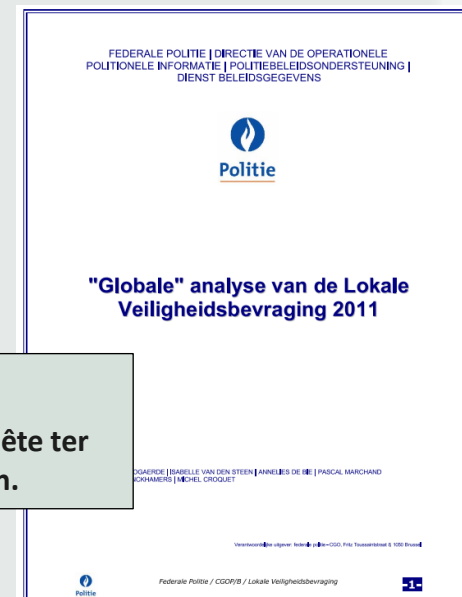 FEDERALE POLITIE | DIRECTIE VAN DE OPERATIONELE
POLITIONELE INFORMATIE | POLITIEBELEIDSONDERSTEUNING |
DIENST BELEIDSGEGEVENS
Politie
"Globale" analyse van de Lokale
Veiligheidsbevraging 2011
ête ter
n.
OGAERDE | ISABELLE VAN DEN STEEN | ANNELIES DE BIE | PASCAL MARCHAND
NCKHAMERS | MICHEL CROQUET
Verantwoordelijke uitgever: federale politie–CGO, Fritz Toussaintstraat 8, 1050 Brussel
Politie
Federale Politie / CGOP/B / Lokale Veiligheidsbevraging
-1-